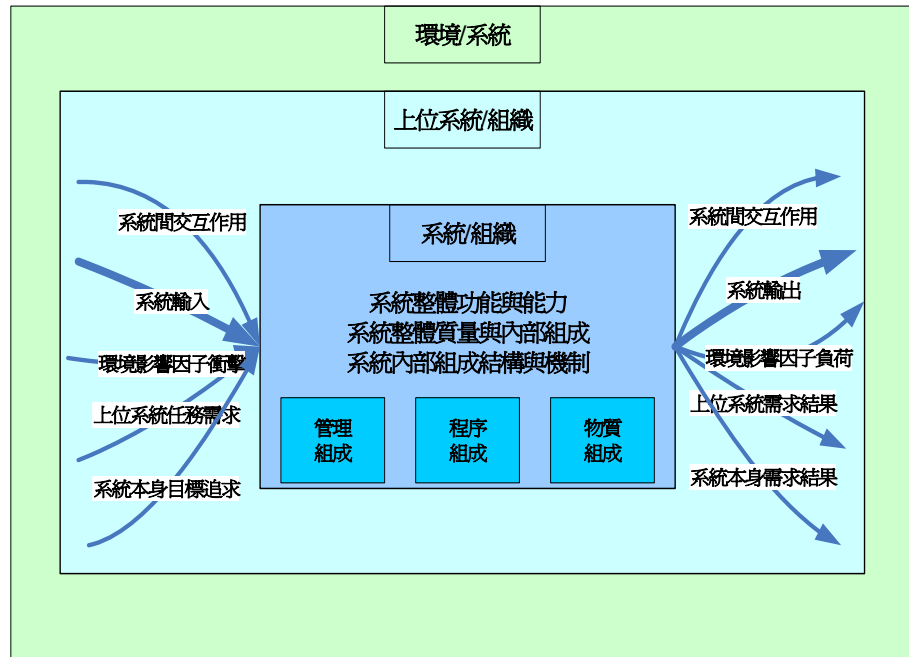 環境/系統
上位系統/組織
系統間交互作用
系統輸入
環境影響因子衝擊
上位系統任務需求
系統本身目標追求
系統/組織
系統整體功能與能力
系統整體質量與內部組成
系統內部組成結構與機制
管理
組成
程序
組成
物質
組成
系統間交互作用
系統輸出
環境影響因子負荷
上位系統需求結果
系統本身需求結果